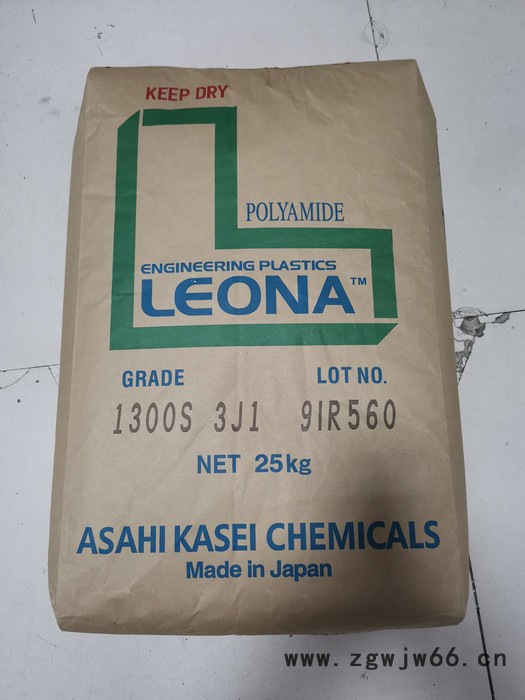 KEEP DRY
POLYAMIDE
ENGINEERING PLASTICS
LEONA™
GRADE LOT NO.
1300S 3J1 9IR560
NET 25kg
ASAHI KASEI CHEMICALS
Made in Japan
www.zgwjw66.cn